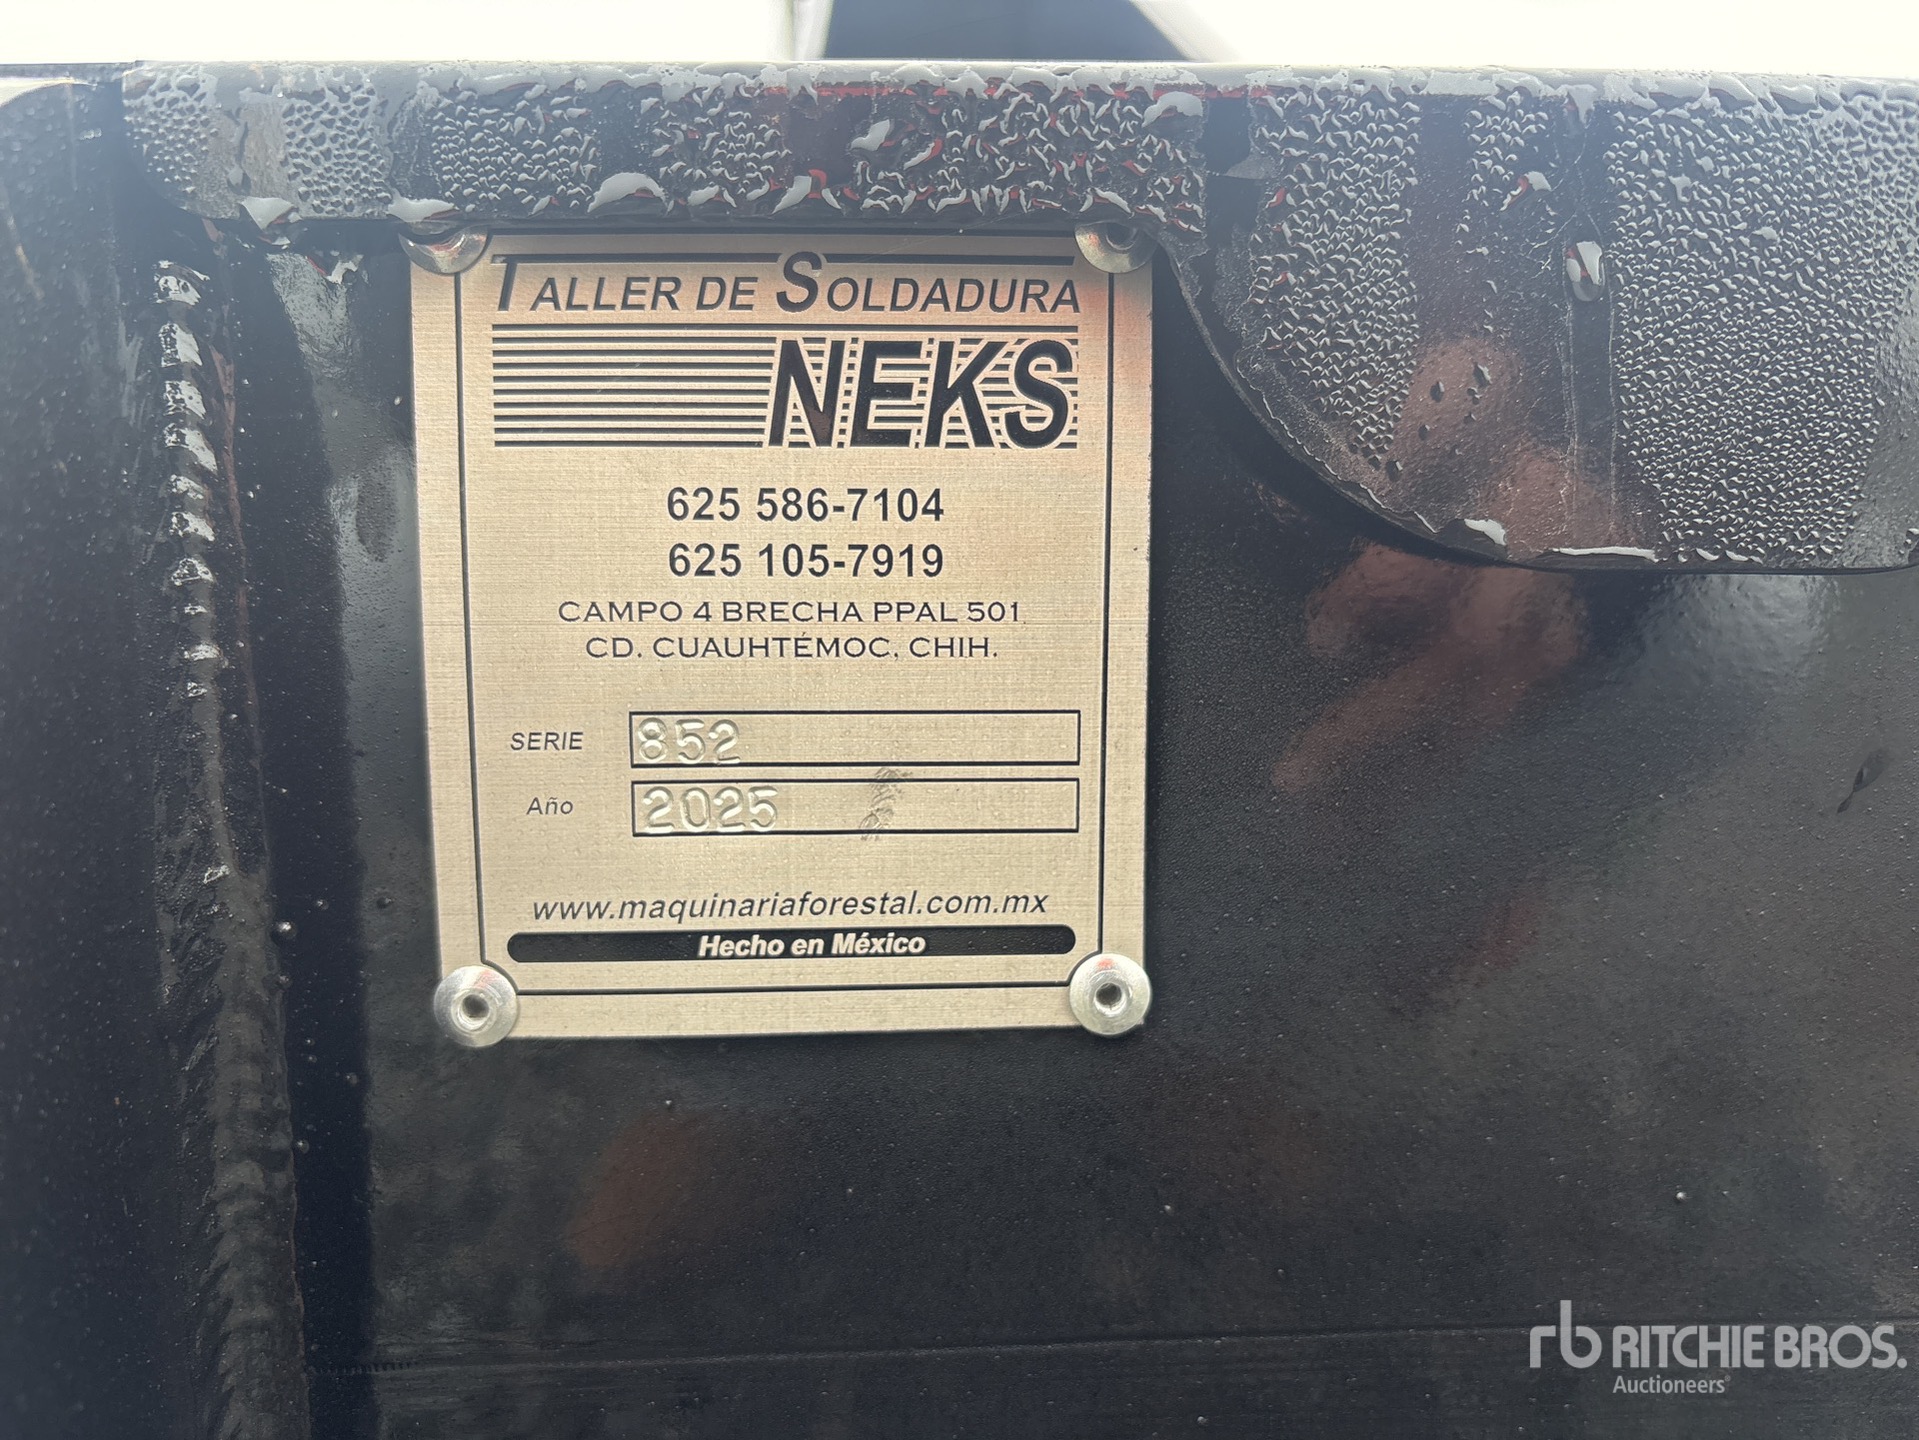 TALLER DE SOLDADURA
NEKS
625 586-7104
625 105-7919
CAMPO 4 BRECHA PPAL 501
CD. CUAUHTÉMOC, CHIH.
SERIE 852
Año 2025
www.maquinariaforestal.com.mx
Hecho en México
rb RITCHIE BROS.
Auctioneers®